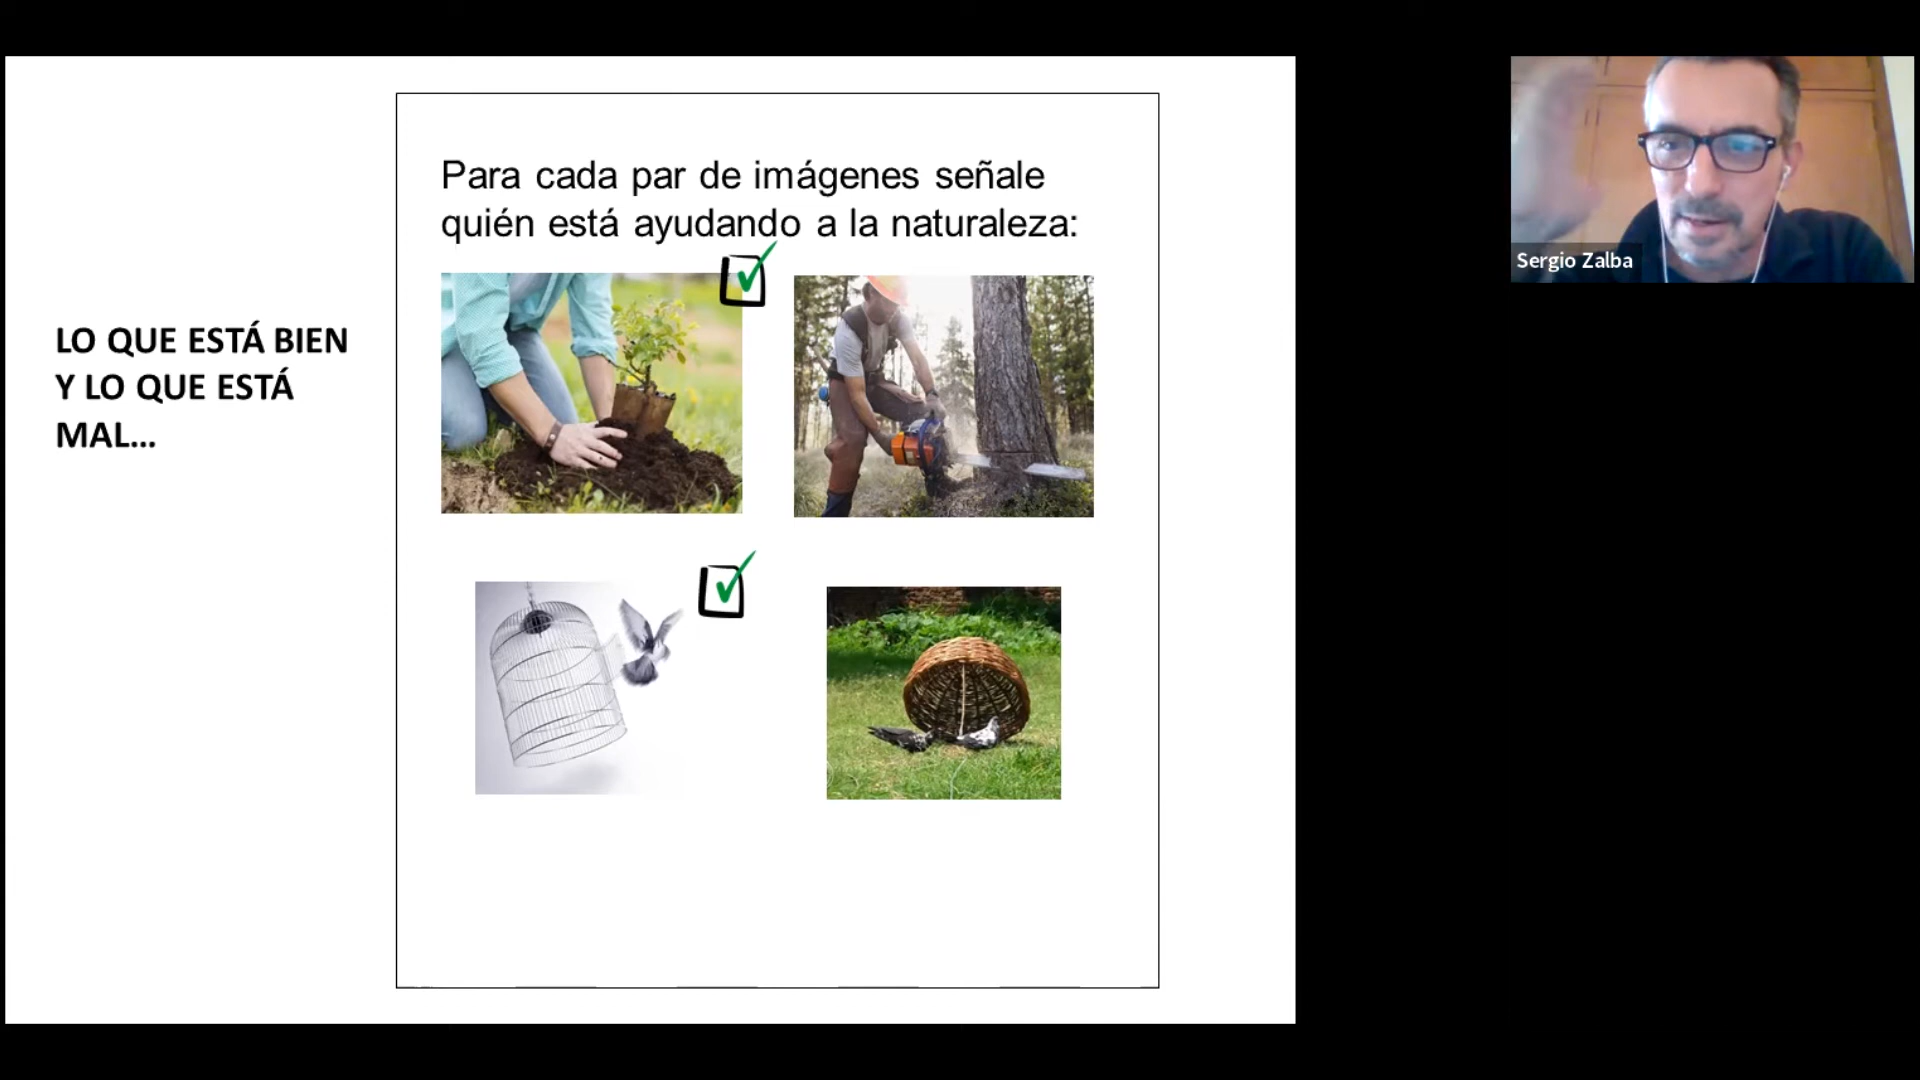 Para cada par de imágenes señale
quién está ayudando a la naturaleza:
LO QUE ESTÁ BIEN
Y LO QUE ESTÁ
MAL...
Sergio Zalba